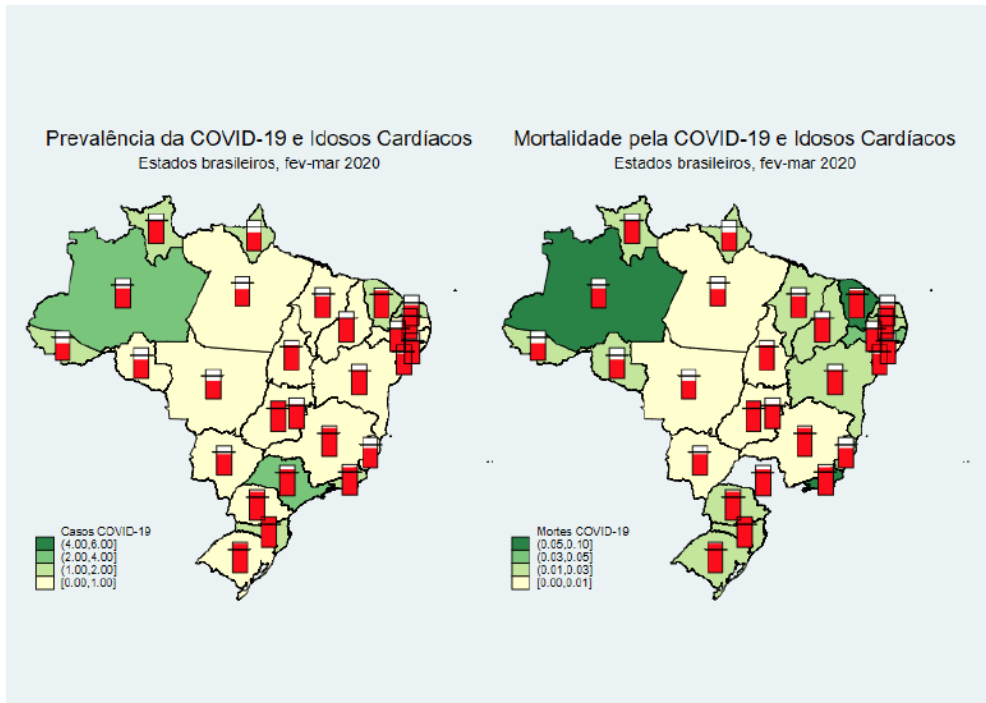 Prevalência da COVID-19 e Idosos Cardíacos
Estados brasileiros, fev-mar 2020
Casos COVID-19
(4.00,6.00]
(2.00,4.00]
(1.00,2.00]
[0.00,1.00]
Mortalidade pela COVID-19 e Idosos Cardíacos
Estados brasileiros, fev-mar 2020
Mortes COVID-19
(0.05,0.10]
(0.03,0.05]
(0.01,0.03]
[0.00,0.01]